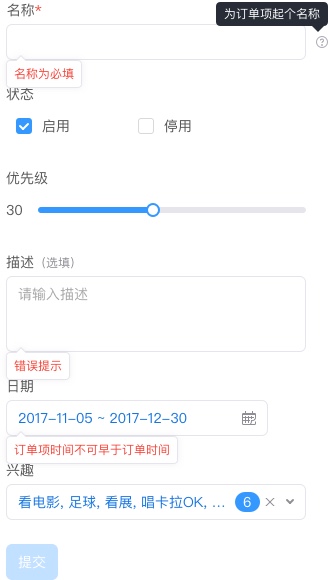 名称*
为订单项起个名称
名称为必填
状态
启用 停用
优先级
30
描述 (选填)
请输入描述
错误提示
日期
2017-11-05 ~ 2017-12-30
订单项时间不可早于订单时间
兴趣
看电影, 足球, 看展, 唱卡拉OK, ... 6
提交